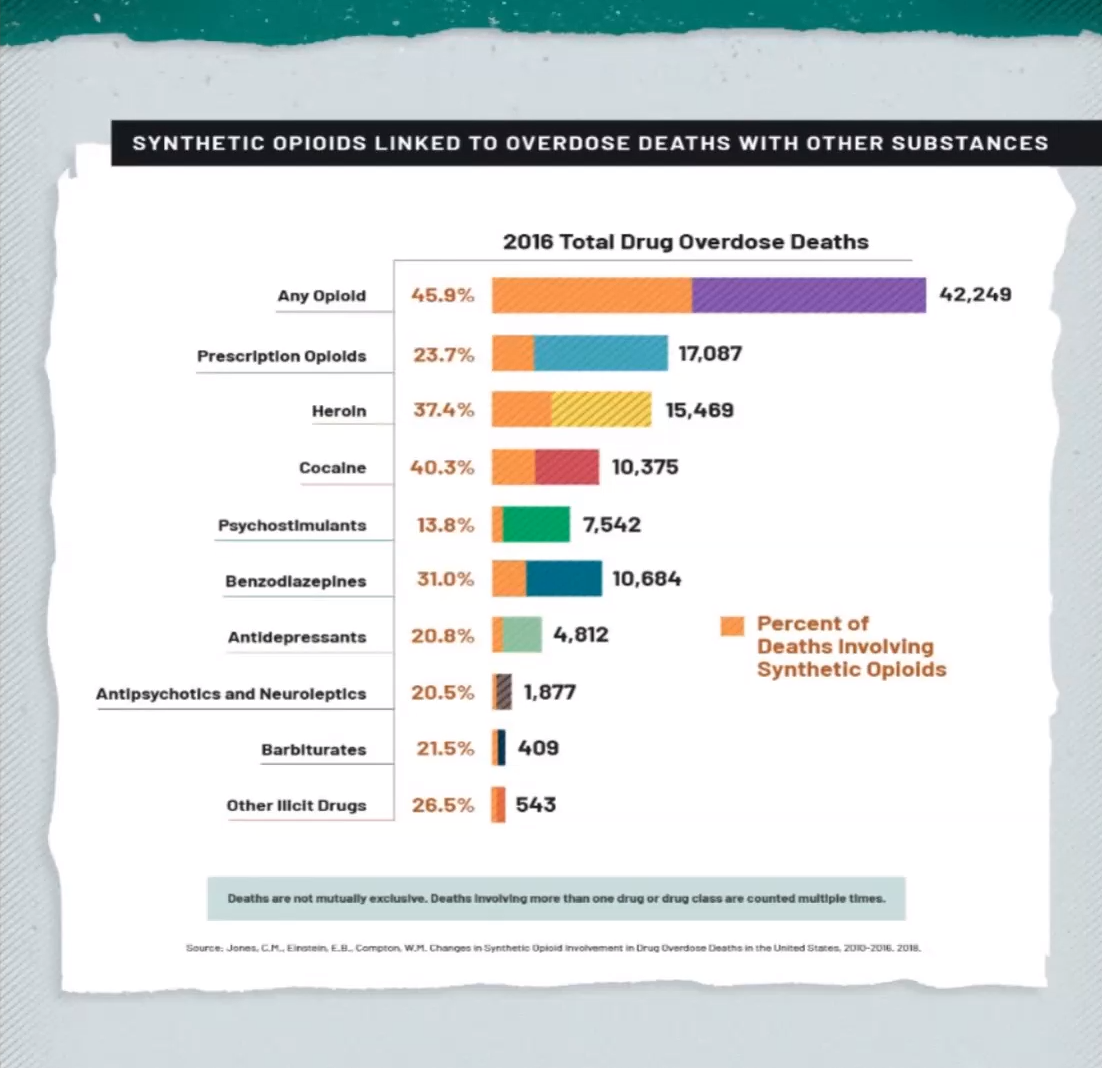 SYNTHETIC OPIOIDS LINKED TO OVERDOSE DEATHS WITH OTHER SUBSTANCES
2016 Total Drug Overdose Deaths
Any Opioid 45.9% 42,249
Prescription Opioids 23.7% 17,087
Heroin 37.4% 15,469
Cocaine 40.3% 10,375
Psychostimulants 13.8% 7,542
Benzodiazepines 31.0% 10,684
Antidepressants 20.8% 4,812
Percent of
Deaths Involving
Synthetic Opioids
Antipsychotics and Neuroleptics 20.5% 1,877
Barbiturates 21.5% 409
Other Illcit Drugs 26.5% 543
Deaths are not mutually exclusive. Deaths involving more than one drug or drug class are counted multiple times.
Source: Jones, C.M., Einstein, E.B., Compton, W.M. Changes in Synthetic Opioid Involvement in Drug Overdose Deaths in the United States, 2010-2016. 2018.